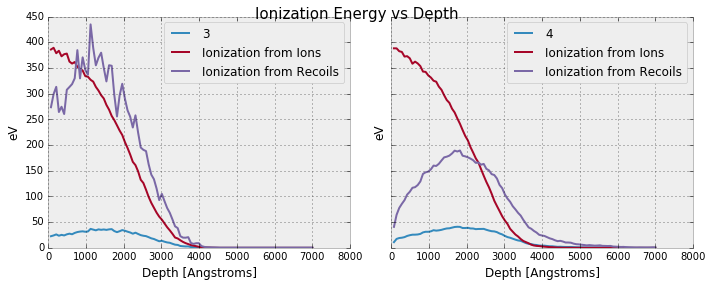 Ionization Energy vs Depth
450
400
350
300
250
200
150
100
50
0
eV
3
Ionization from Ions
Ionization from Recoils
0 1000 2000 3000 4000 5000 6000 7000 8000
Depth [Angstroms]
eV
4
Ionization from Ions
Ionization from Recoils
0 1000 2000 3000 4000 5000 6000 7000 8000
Depth [Angstroms]